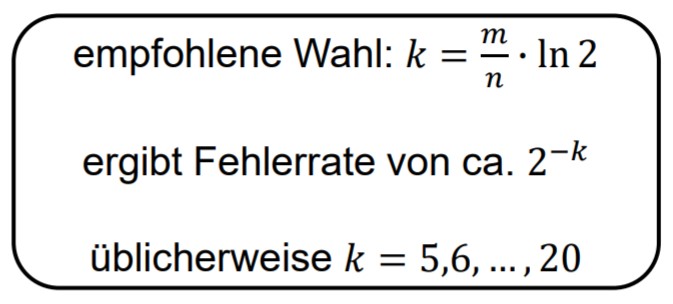 empfohlene Wahl: k = m/n · ln 2
ergibt Fehlerrate von ca. 2^−k
üblicherweise k = 5,6, … , 20